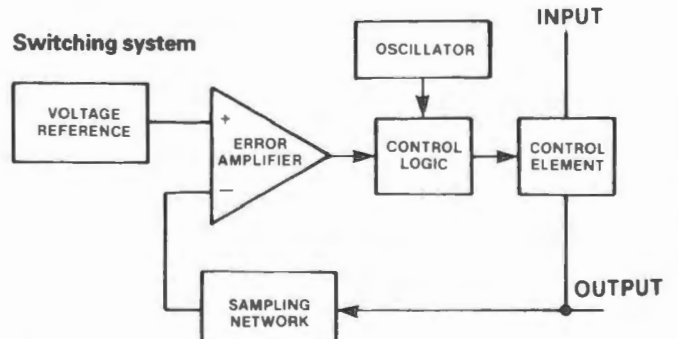 Switching system
INPUT
OSCILLATOR
VOLTAGE
REFERENCE
+
ERROR
AMPLIFIER
−
CONTROL
LOGIC
CONTROL
ELEMENT
OUTPUT
SAMPLING
NETWORK